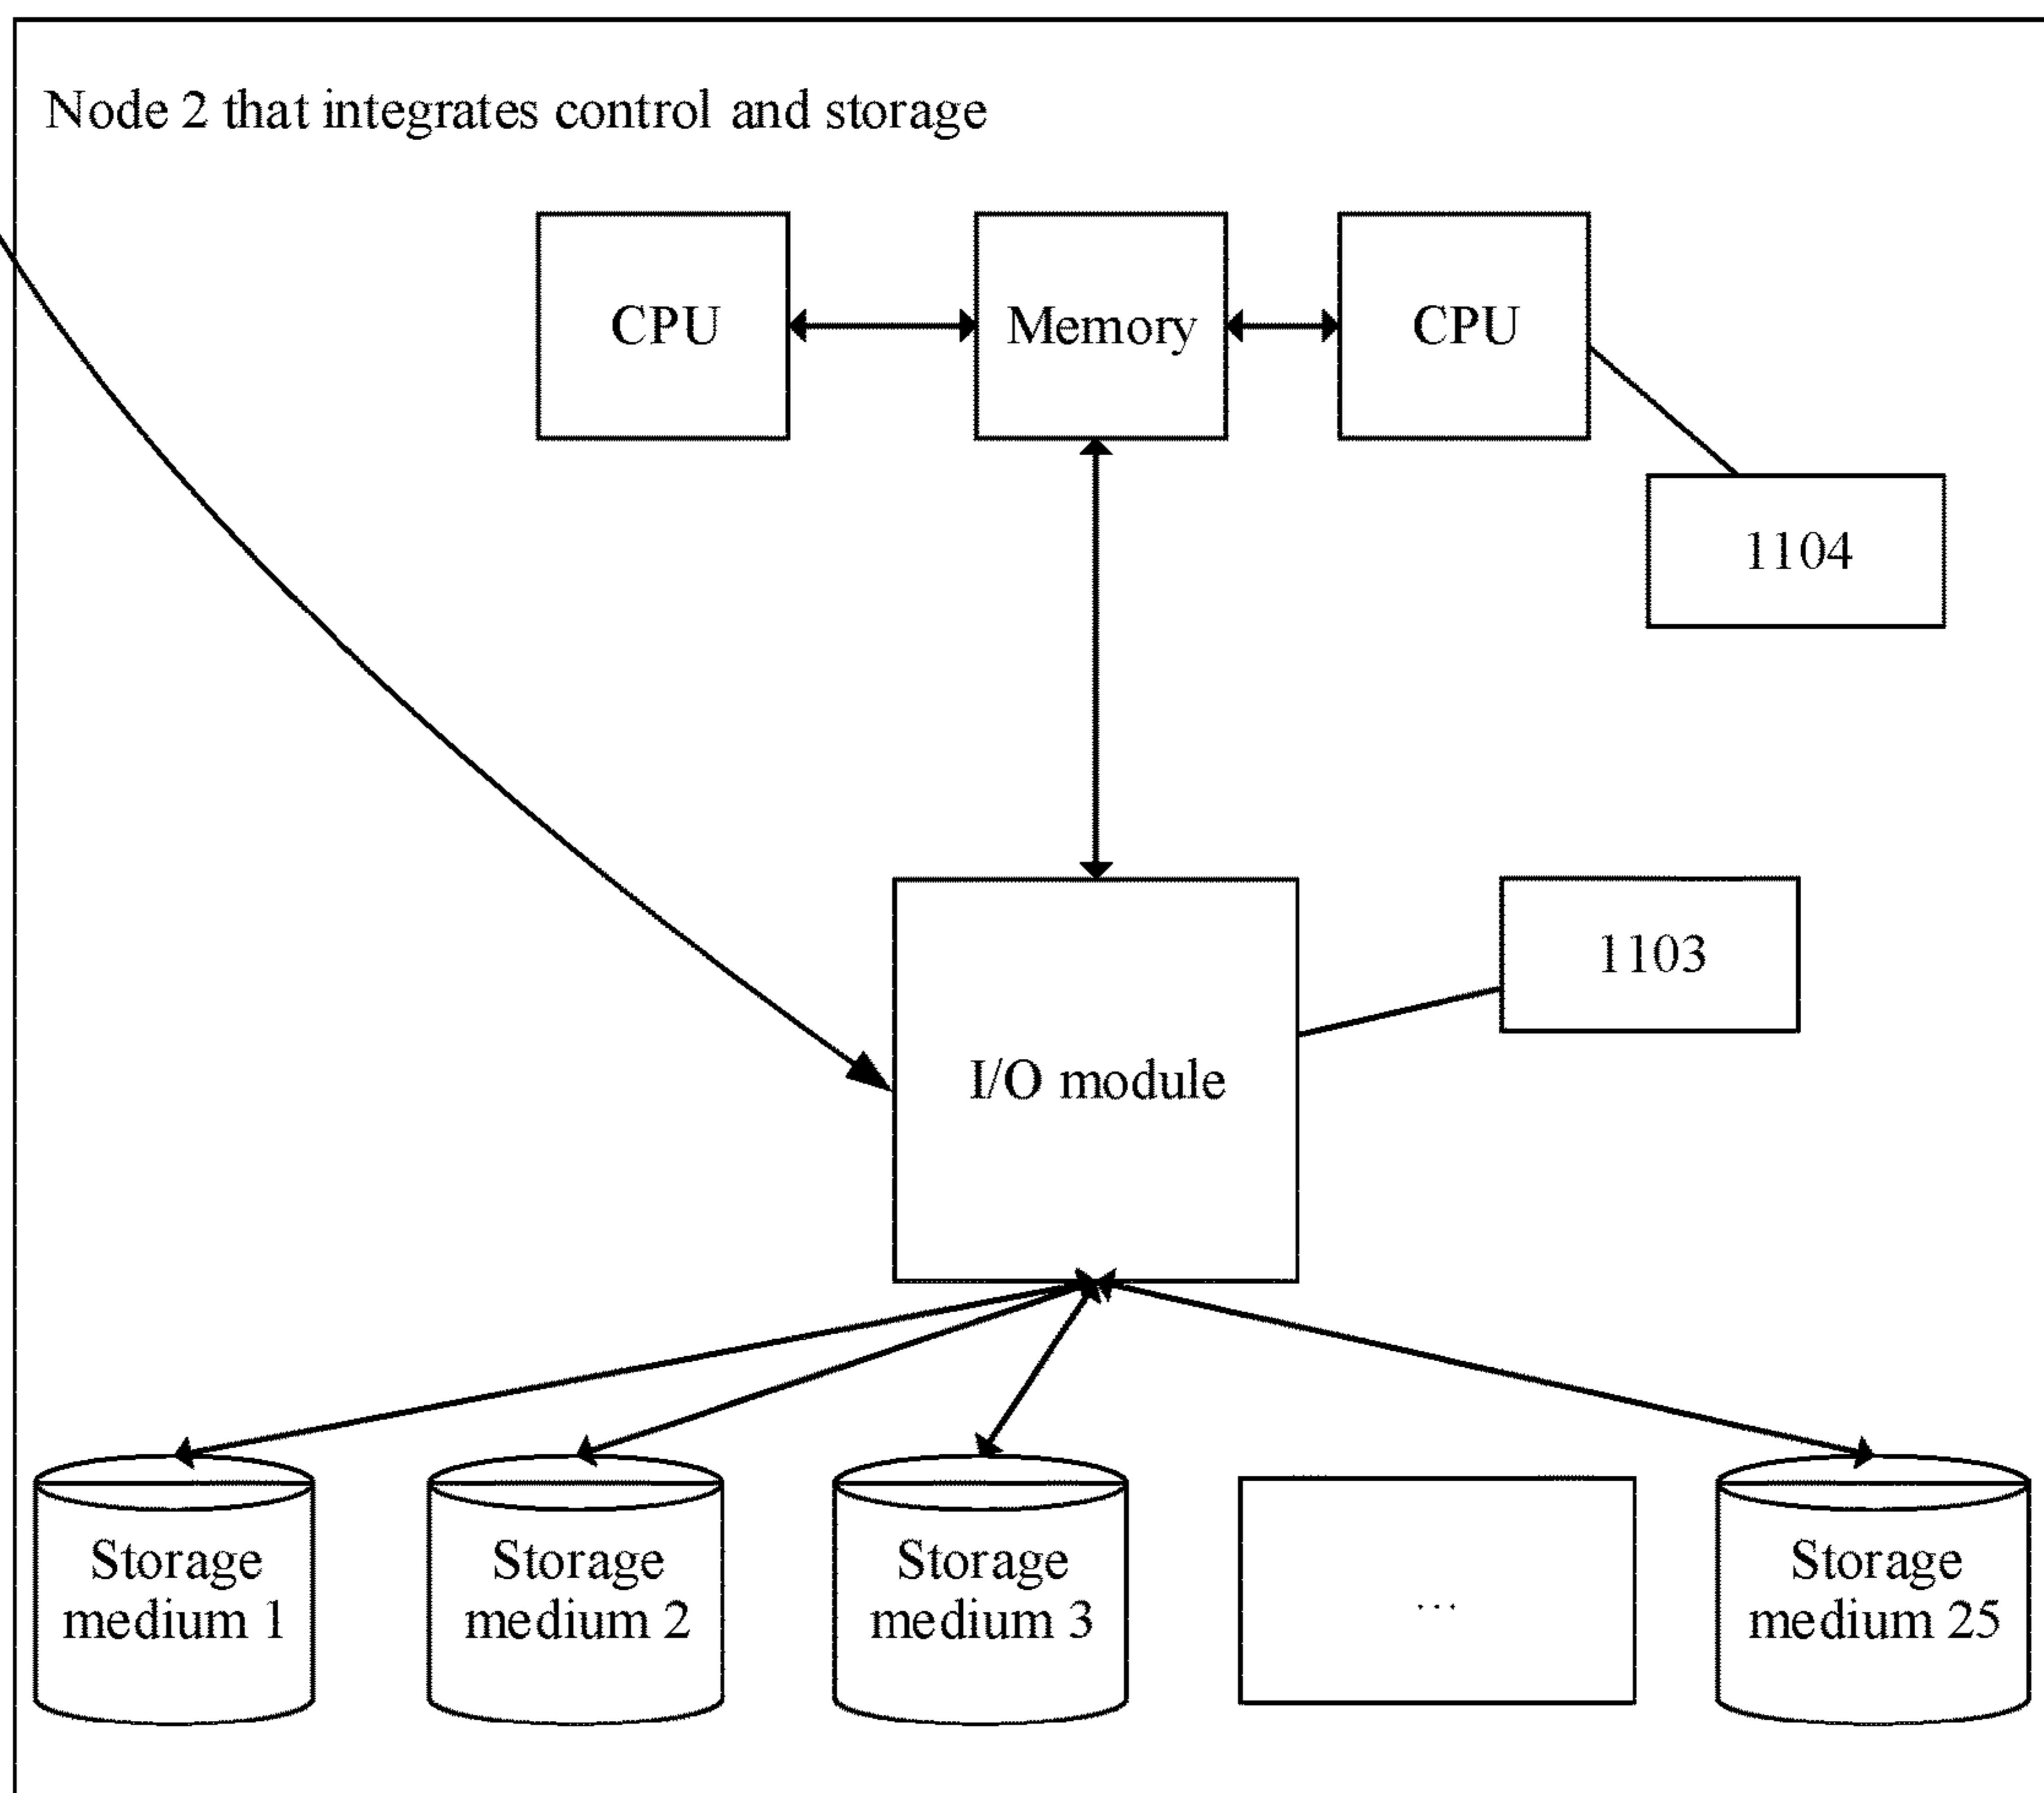 Node 2 that integrates control and storage
CPU
Memory
CPU
1104
1103
I/O module
Storage
medium 1
Storage
medium 2
Storage
medium 3
...
Storage
medium 25